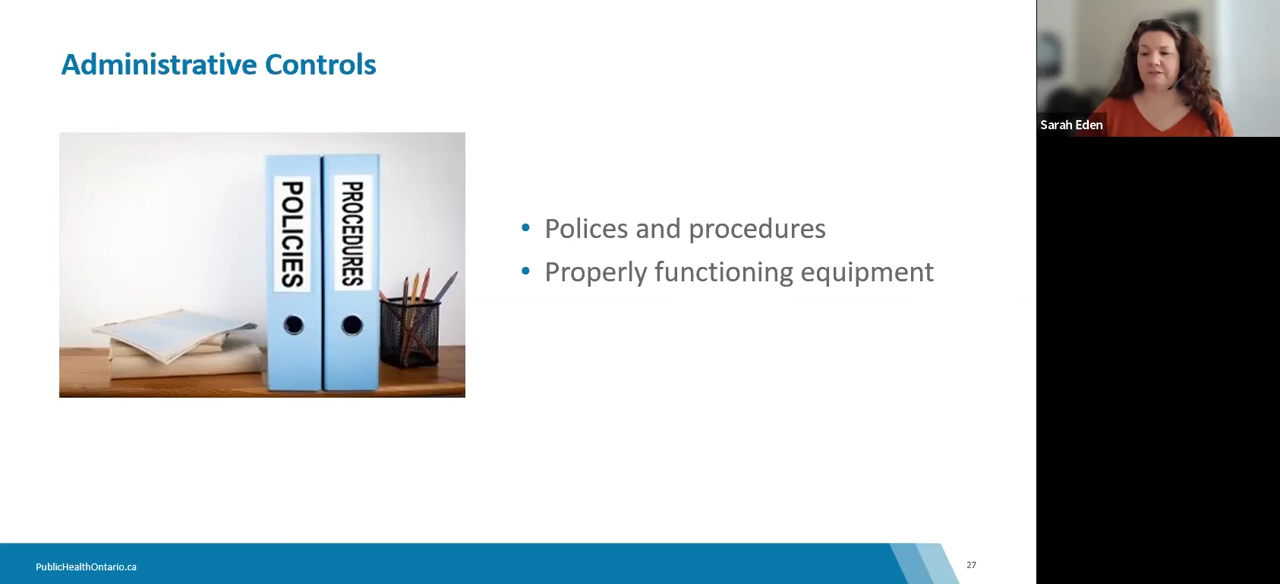 Administrative Controls
POLICIES
PROCEDURES
Polices and procedures
Properly functioning equipment
Sarah Eden
PublicHealthOntario.ca
27